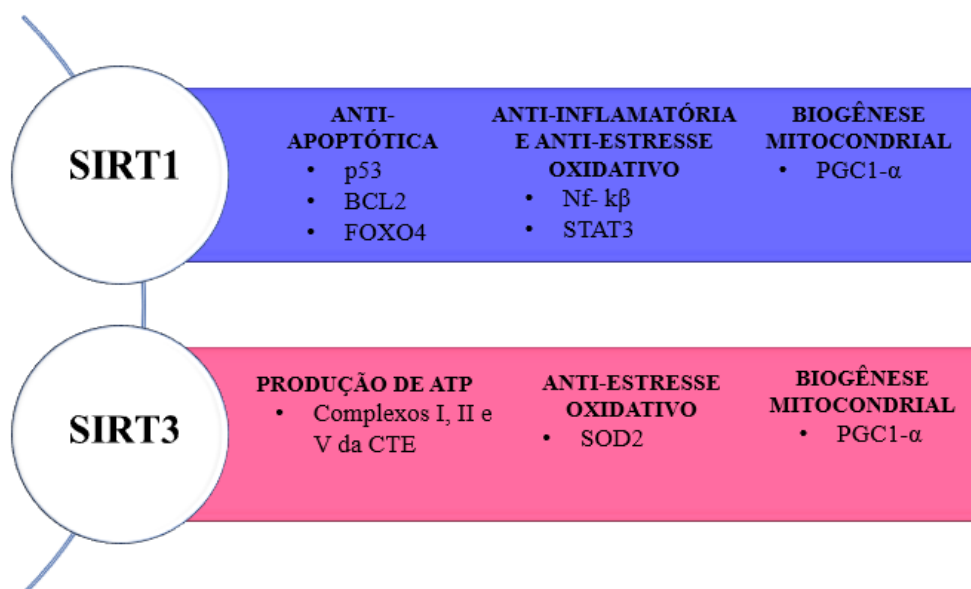 SIRT1
ANTI-
APOPTÓTICA
• p53
• BCL2
• FOXO4
ANTI-INFLAMATÓRIA
E ANTI-ESTRESSE
OXIDATIVO
• Nf- kβ
• STAT3
BIOGÊNESE
MITOCONDRIAL
• PGC1-α
SIRT3
PRODUÇÃO DE ATP
• Complexos I, II e
V da CTE
ANTI-ESTRESSE
OXIDATIVO
• SOD2
BIOGÊNESE
MITOCONDRIAL
• PGC1-α